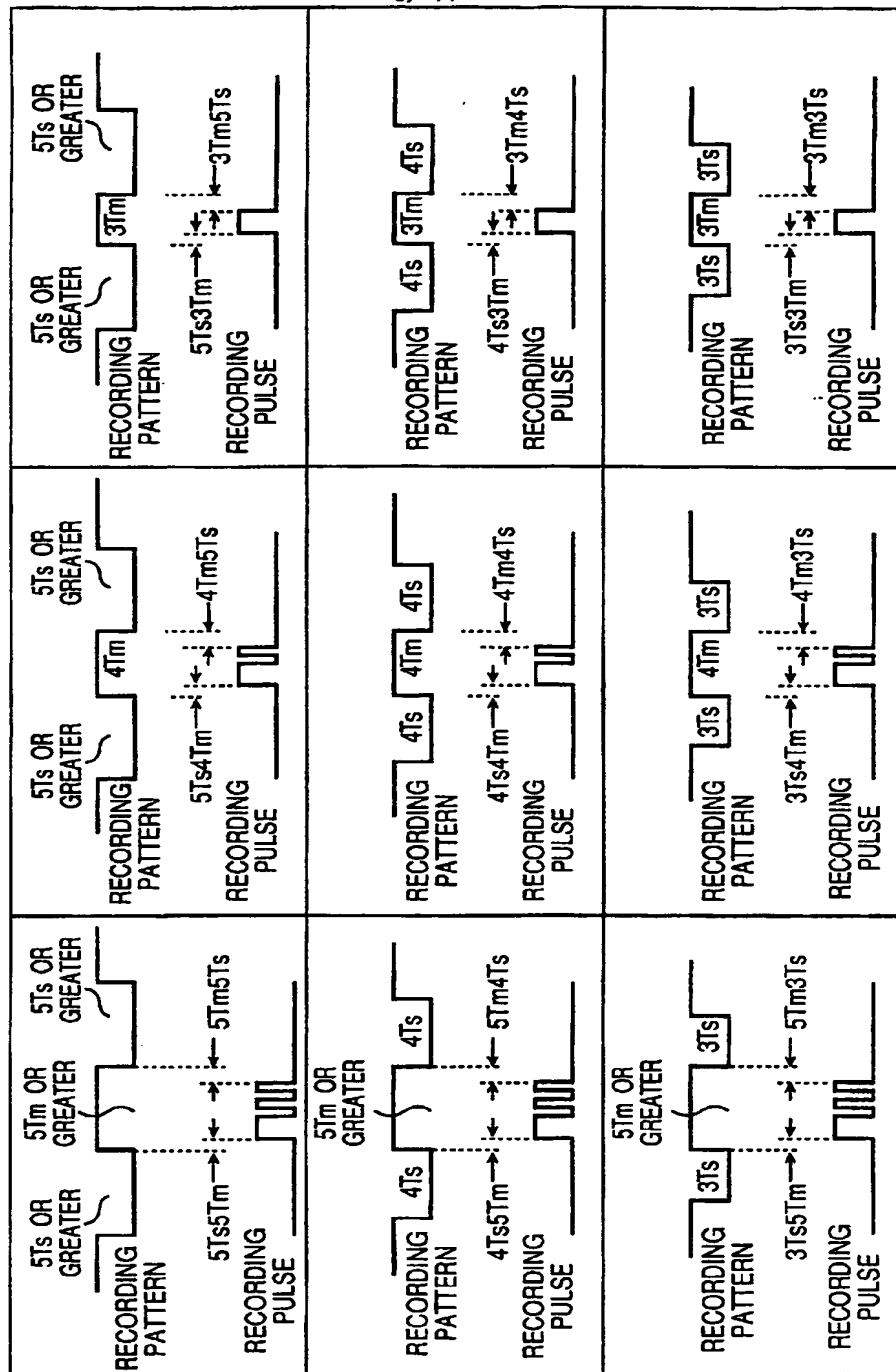 5Ts OR
GREATER
5Tm OR
GREATER
5Ts OR
GREATER
RECORDING
PATTERN
5Ts5Tm
5Tm5Ts
RECORDING
PULSE
5Ts OR
GREATER
4Tm
5Ts OR
GREATER
RECORDING
PATTERN
5Ts4Tm
4Tm5Ts
RECORDING
PULSE
5Ts OR
GREATER
3Tm
5Ts OR
GREATER
RECORDING
PATTERN
5Ts3Tm
3Tm5Ts
RECORDING
PULSE
5Tm OR
GREATER
4Ts
4Ts
RECORDING
PATTERN
4Ts5Tm
5Tm4Ts
RECORDING
PULSE
4Ts
4Tm
4Ts
RECORDING
PATTERN
4Ts4Tm
4Tm4Ts
RECORDING
PULSE
4Ts
3Tm
4Ts
RECORDING
PATTERN
4Ts3Tm
3Tm4Ts
RECORDING
PULSE
5Tm OR
GREATER
3Ts
3Ts
RECORDING
PATTERN
3Ts5Tm
5Tm3Ts
RECORDING
PULSE
3Ts
4Tm
3Ts
RECORDING
PATTERN
3Ts4Tm
4Tm3Ts
RECORDING
PULSE
3Ts
3Tm
3Ts
RECORDING
PATTERN
3Ts3Tm
3Tm3Ts
RECORDING
PULSE